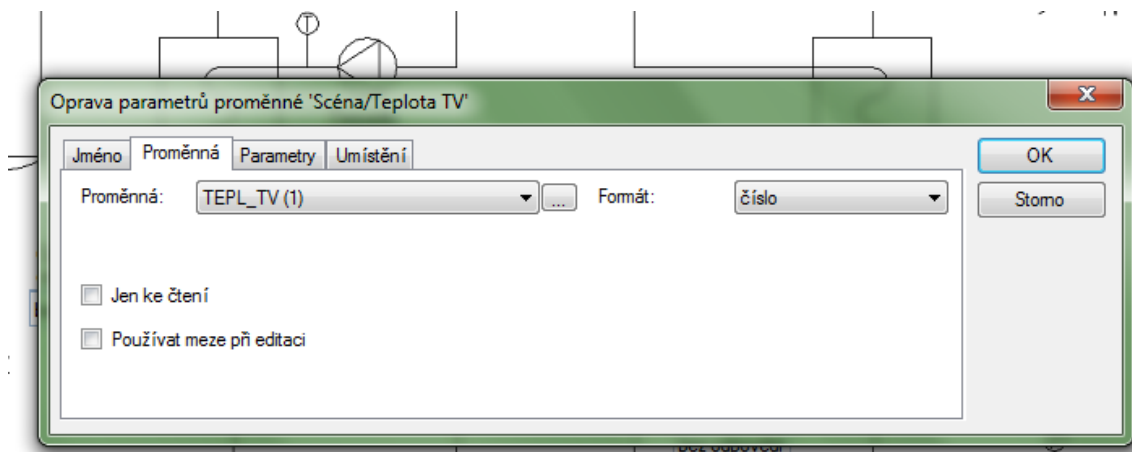 T
Oprava parametrů proměnné 'Scéna/Teplota TV'
Jméno Proměnná Parametry Umístění
OK
Proměnná: TEPL_TV (1) ... Formát: číslo
Storno
Jen ke čtení
Používat meze při editaci